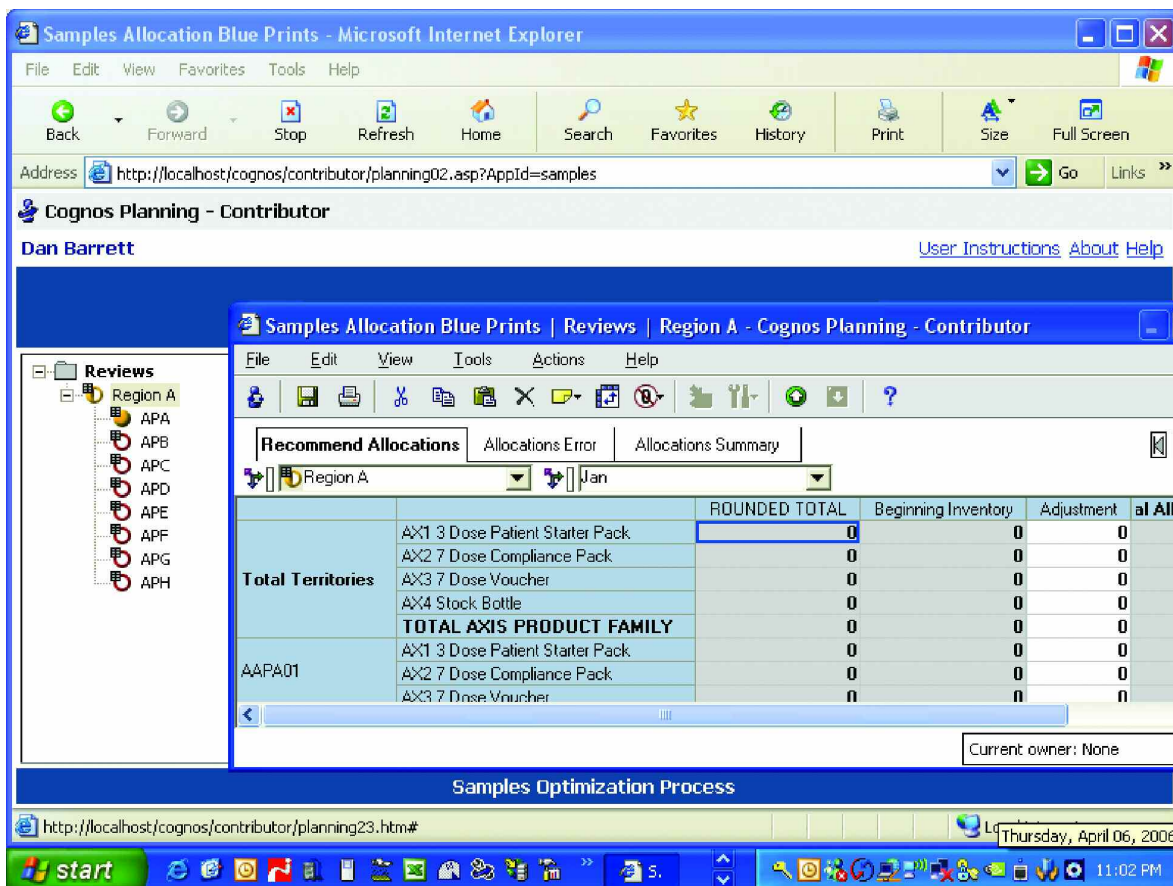 Samples Allocation Blue Prints - Microsoft Internet Explorer
File Edit View Favorites Tools Help
Back Forward Stop Refresh Home Search Favorites History Print Size Full Screen
Address http://localhost/cognos/contributor/planning02.asp?AppId=samples Go Links »
Cognos Planning - Contributor
Dan Barrett User Instructions About Help
Samples Allocation Blue Prints | Reviews | Region A - Cognos Planning - Contributor
File Edit View Tools Actions Help
Reviews
Region A
APA
APB
APC
APD
APE
APF
APG
APH
Recommend Allocations Allocations Error Allocations Summary
Region A Jan
ROUNDED TOTAL Beginning Inventory Adjustment al All
Total Territories
AX1 3 Dose Patient Starter Pack 0 0 0
AX2 7 Dose Compliance Pack 0 0 0
AX3 7 Dose Voucher 0 0 0
AX4 Stock Bottle 0 0 0
TOTAL AXIS PRODUCT FAMILY 0 0 0
AAPA01
AX1 3 Dose Patient Starter Pack 0 0 0
AX2 7 Dose Compliance Pack 0 0 0
AX3 7 Dose Voucher 0 0 0
Current owner: None
Samples Optimization Process
http://localhost/cognos/contributor/planning23.htm#
Thursday, April 06, 2006
start S. 11:02 PM